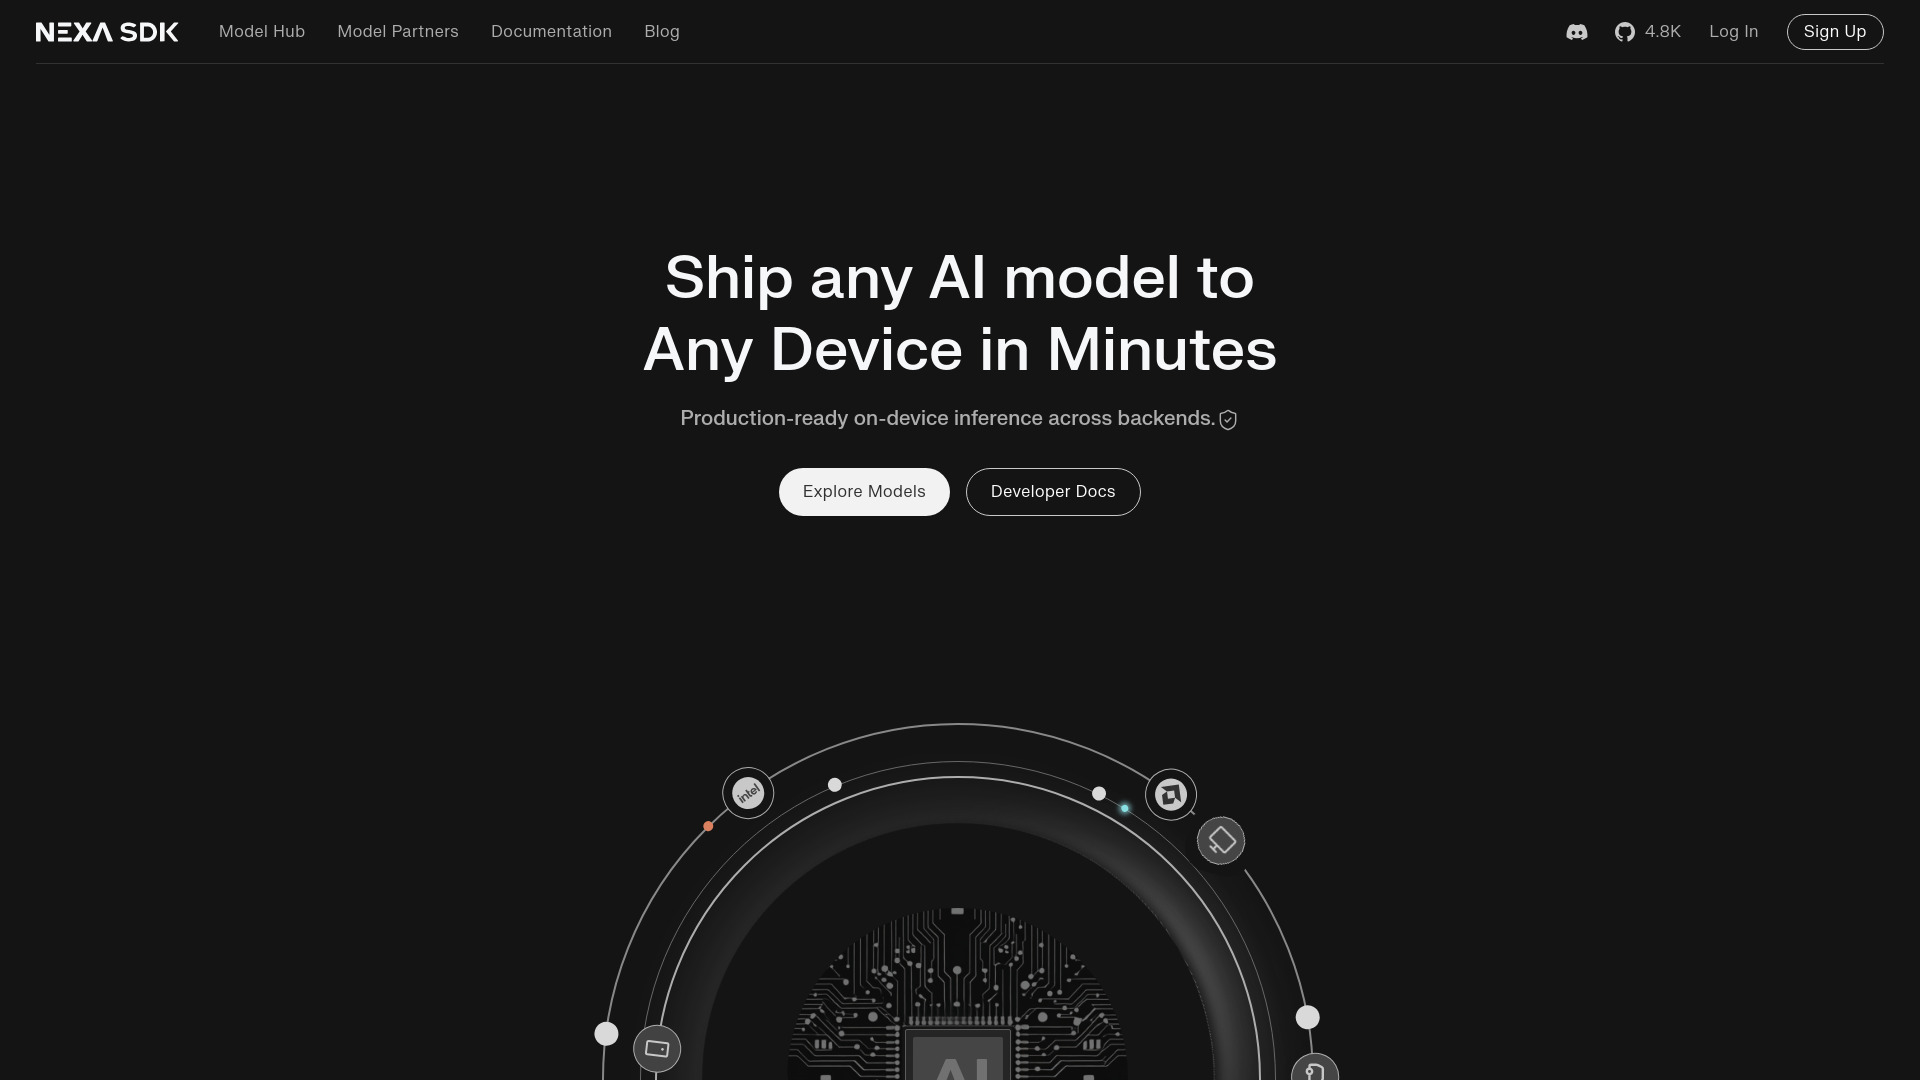 NEXA SDK
Model Hub
Model Partners
Documentation
Blog
4.8K
Log In
Sign Up
Ship any AI model to
Any Device in Minutes
Production-ready on-device inference across backends.
Explore Models
Developer Docs
intel
AI